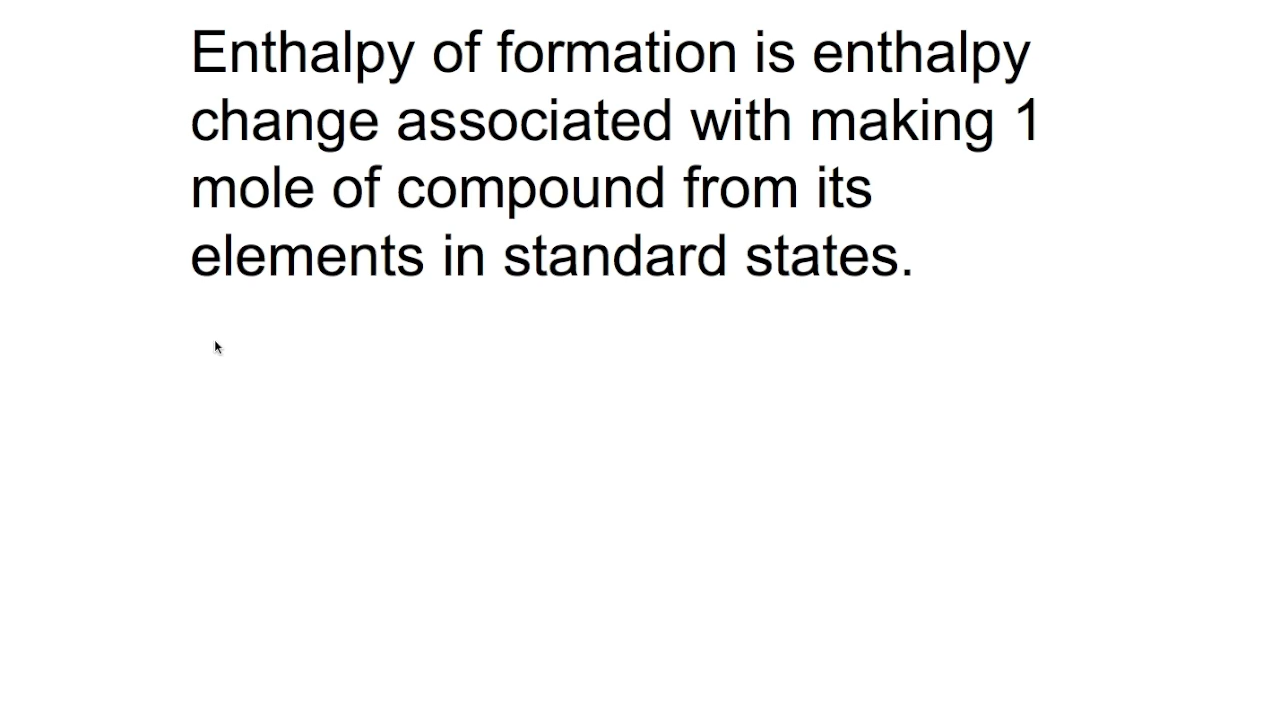 Enthalpy of formation is enthalpy
change associated with making 1
mole of compound from its
elements in standard states.